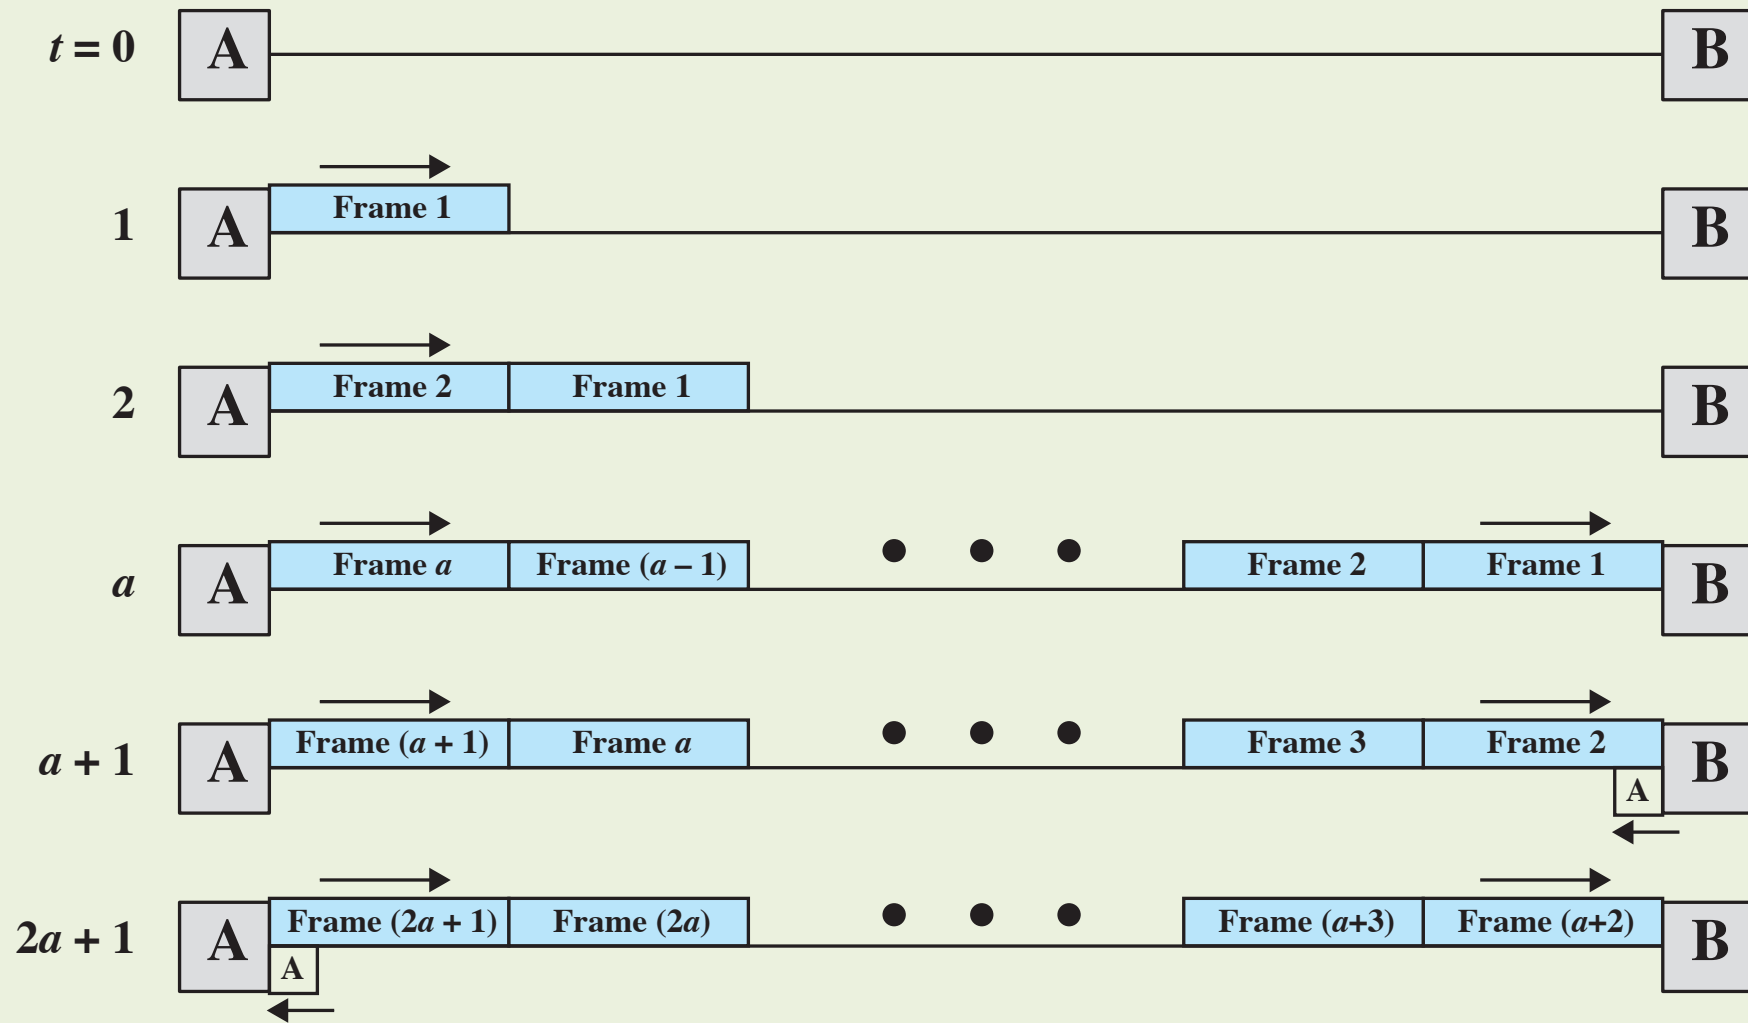 t = 0 A B
1 A Frame 1 B
2 A Frame 2 Frame 1 B
a A Frame a Frame (a – 1) Frame 2 Frame 1 B
a + 1 A Frame (a + 1) Frame a Frame 3 Frame 2 B
A
2a + 1 A Frame (2a + 1) Frame (2a) Frame (a+3) Frame (a+2) B
A